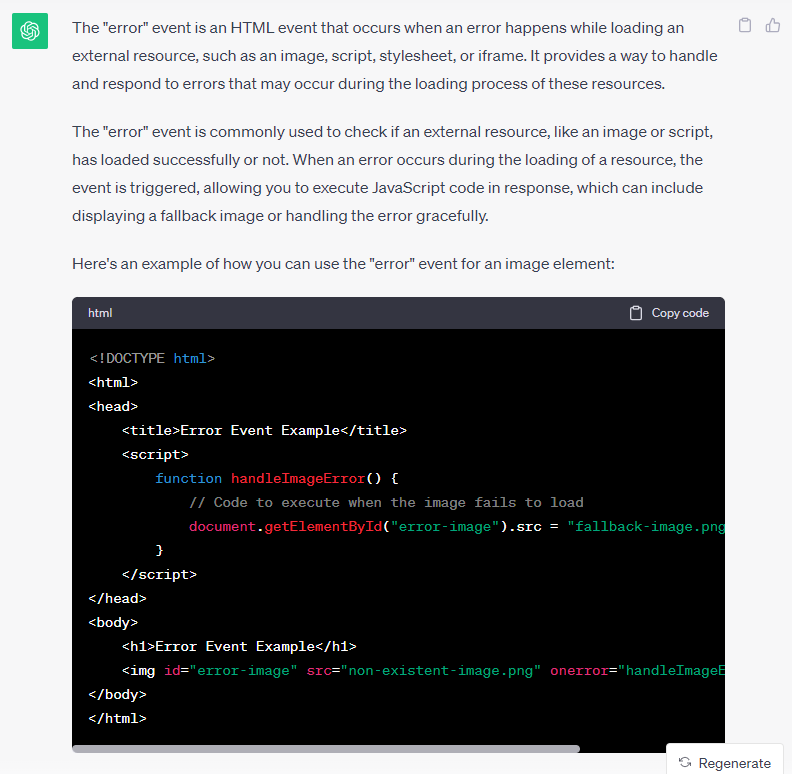 The "error" event is an HTML event that occurs when an error happens while loading an
external resource, such as an image, script, stylesheet, or iframe. It provides a way to handle
and respond to errors that may occur during the loading process of these resources.
The "error" event is commonly used to check if an external resource, like an image or script,
has loaded successfully or not. When an error occurs during the loading of a resource, the
event is triggered, allowing you to execute JavaScript code in response, which can include
displaying a fallback image or handling the error gracefully.
Here's an example of how you can use the "error" event for an image element:
html Copy code
<!DOCTYPE html>
<html>
<head>
    <title>Error Event Example</title>
    <script>
        function handleImageError() {
            // Code to execute when the image fails to load
            document.getElementById("error-image").src = "fallback-image.png
        }
    </script>
</head>
<body>
    <h1>Error Event Example</h1>
    <img id="error-image" src="non-existent-image.png" onerror="handleImageE
</body>
</html>
Regenerate